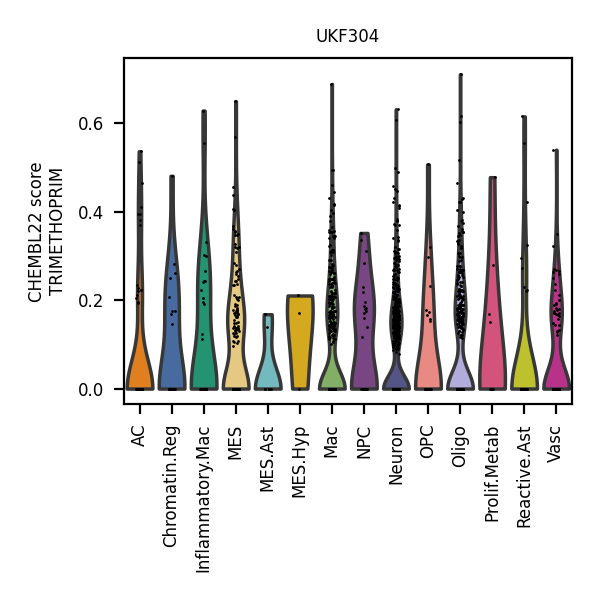 UKF304
CHEMBL22 score
TRIMETHOPRIM
0.6
0.4
0.2
0.0
AC
Chromatin.Reg
Inflammatory.Mac
MES
MES.Ast
MES.Hyp
Mac
NPC
Neuron
OPC
Oligo
Prolif.Metab
Reactive.Ast
Vasc